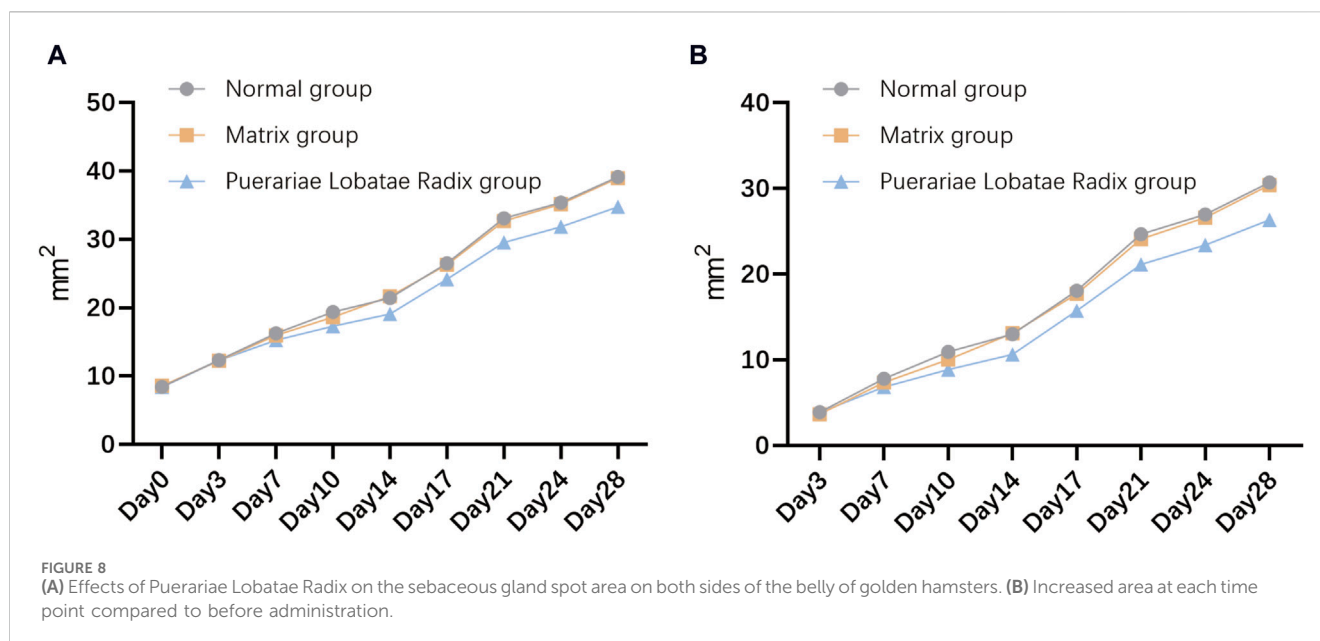 A
50
40
30
20
10
0
mm²
Normal group
Matrix group
Puerariae Lobatae Radix group
Day0
Day3
Day7
Day10
Day14
Day17
Day21
Day24
Day28
B
40
30
20
10
0
mm²
Normal group
Matrix group
Puerariae Lobatae Radix group
Day3
Day7
Day10
Day14
Day17
Day21
Day24
Day28
FIGURE 8
(A) Effects of Puerariae Lobatae Radix on the sebaceous gland spot area on both sides of the belly of golden hamsters. (B) Increased area at each time
point compared to before administration.